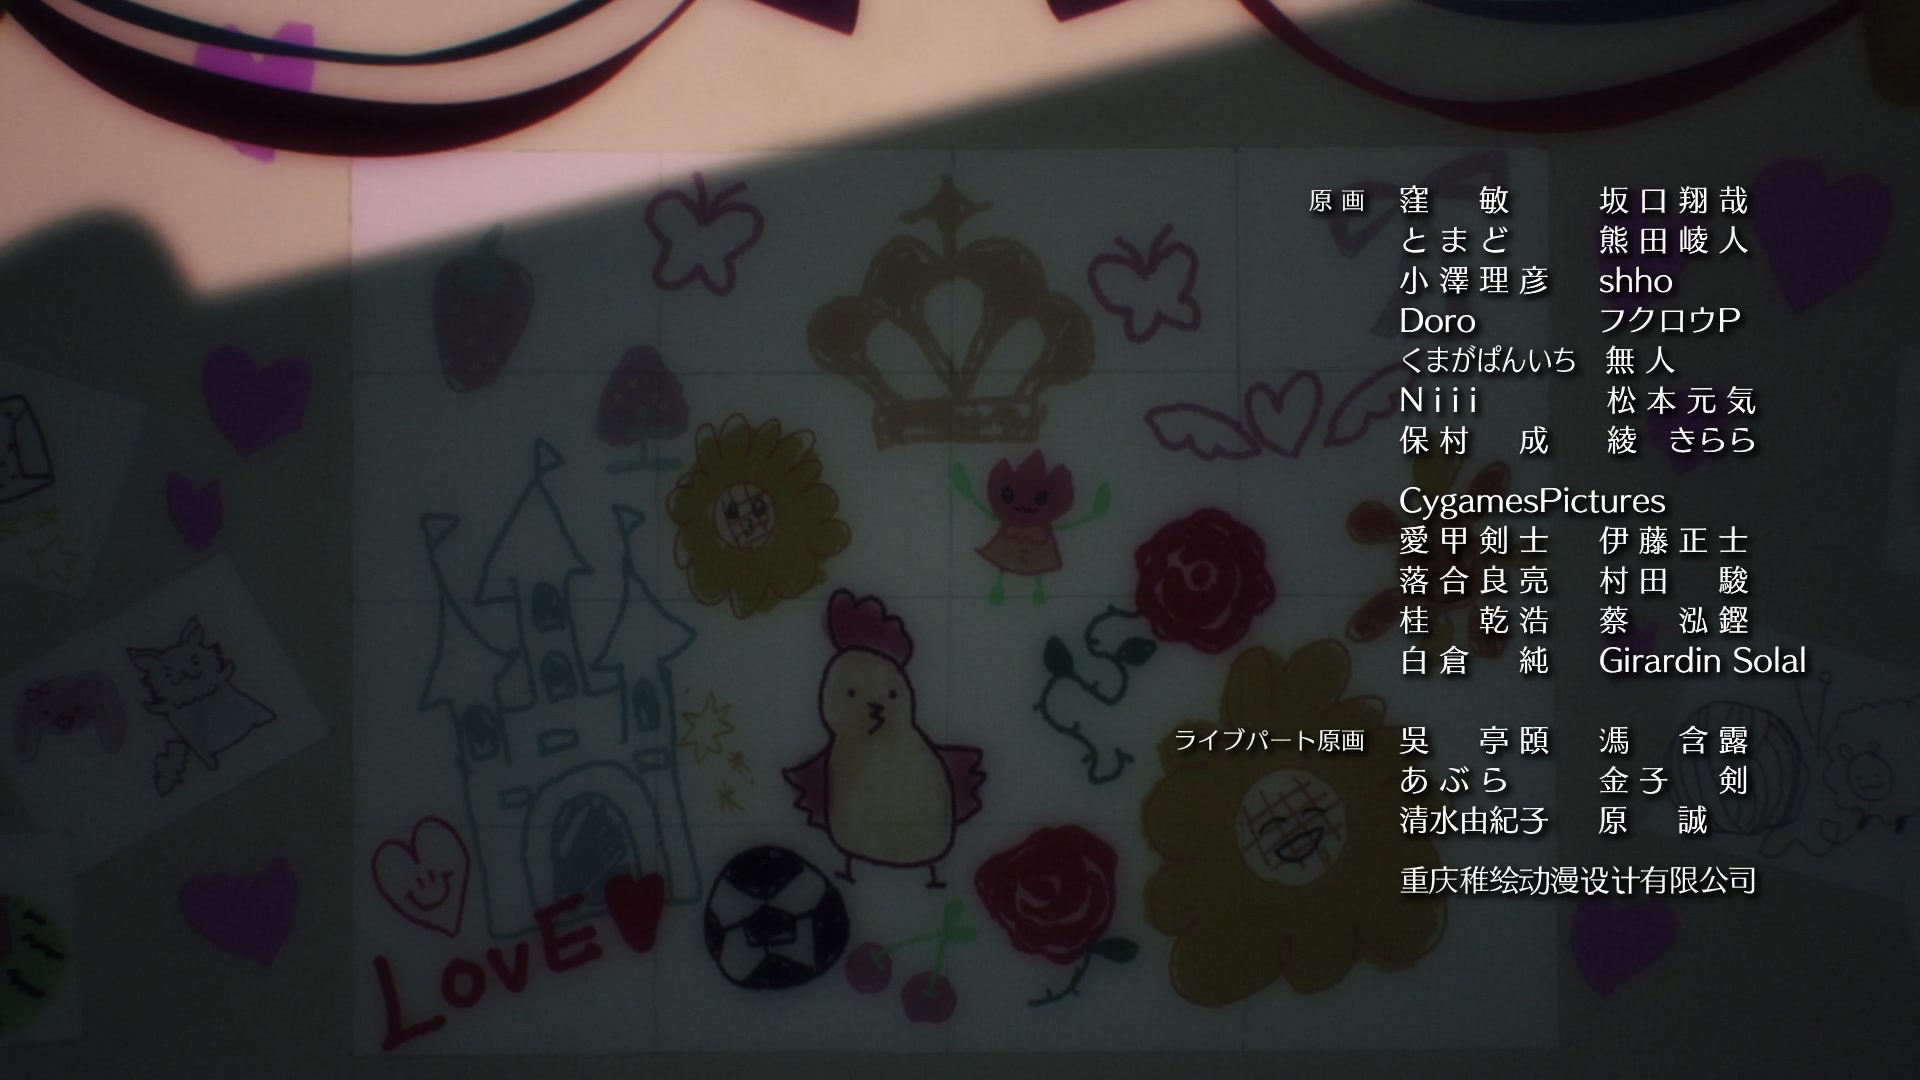 原画 窪 敏 坂口翔哉
とまど 熊田崚人
小澤理彦 shho
Doro フクロウP
くまがぱんいち 無人
Niii 松本元気
保村 成 綾 きらら
CygamesPictures
愛甲剣士 伊藤正士
落合良亮 村田 駿
桂 乾浩 蔡 泓鏗
白倉 純 Girardin Solal
ライブパート原画 吳 亭頤 馮 含露
あぶら 金子 剣
清水由紀子 原 誠
重庆稚绘动漫设计有限公司
LOVE